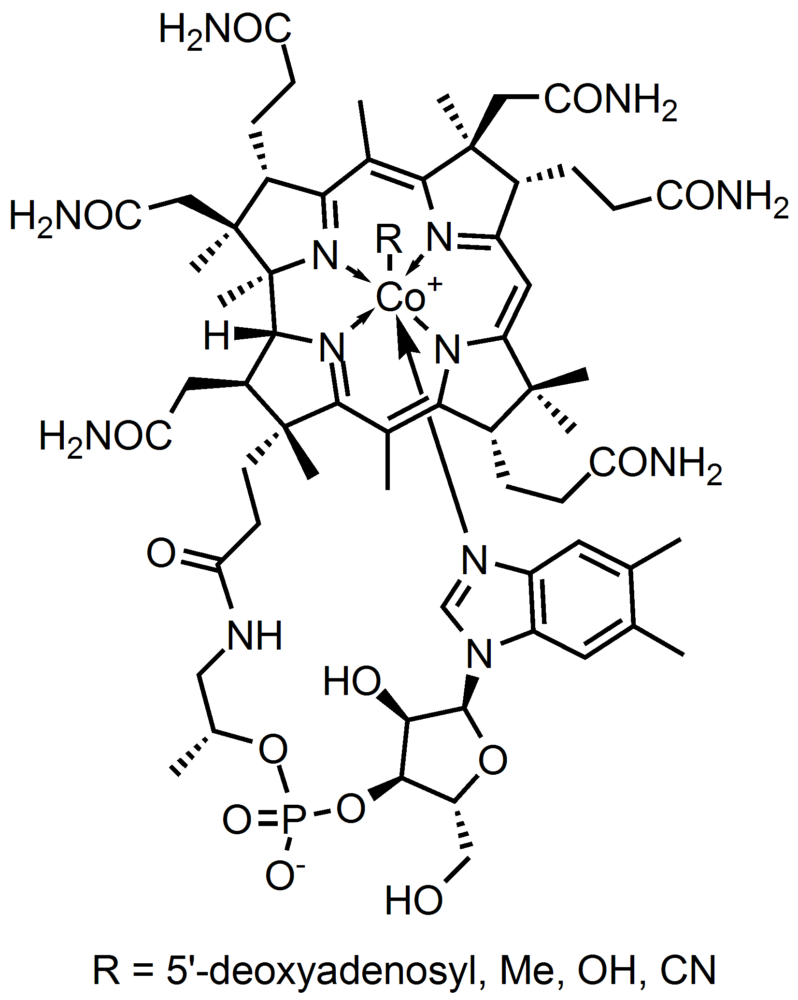 H2NOC
CONH2
CONH2
H2NOC
R
N
N
Co+
H
N
N
H2NOC
CONH2
O
N
NH
N
HO
O
O
O
O=P
O-
HO
R = 5'-deoxyadenosyl, Me, OH, CN